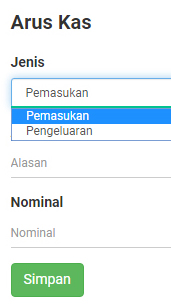 Arus Kas
Jenis
Pemasukan
Pemasukan
Pengeluaran
Alasan
Nominal
Nominal
Simpan